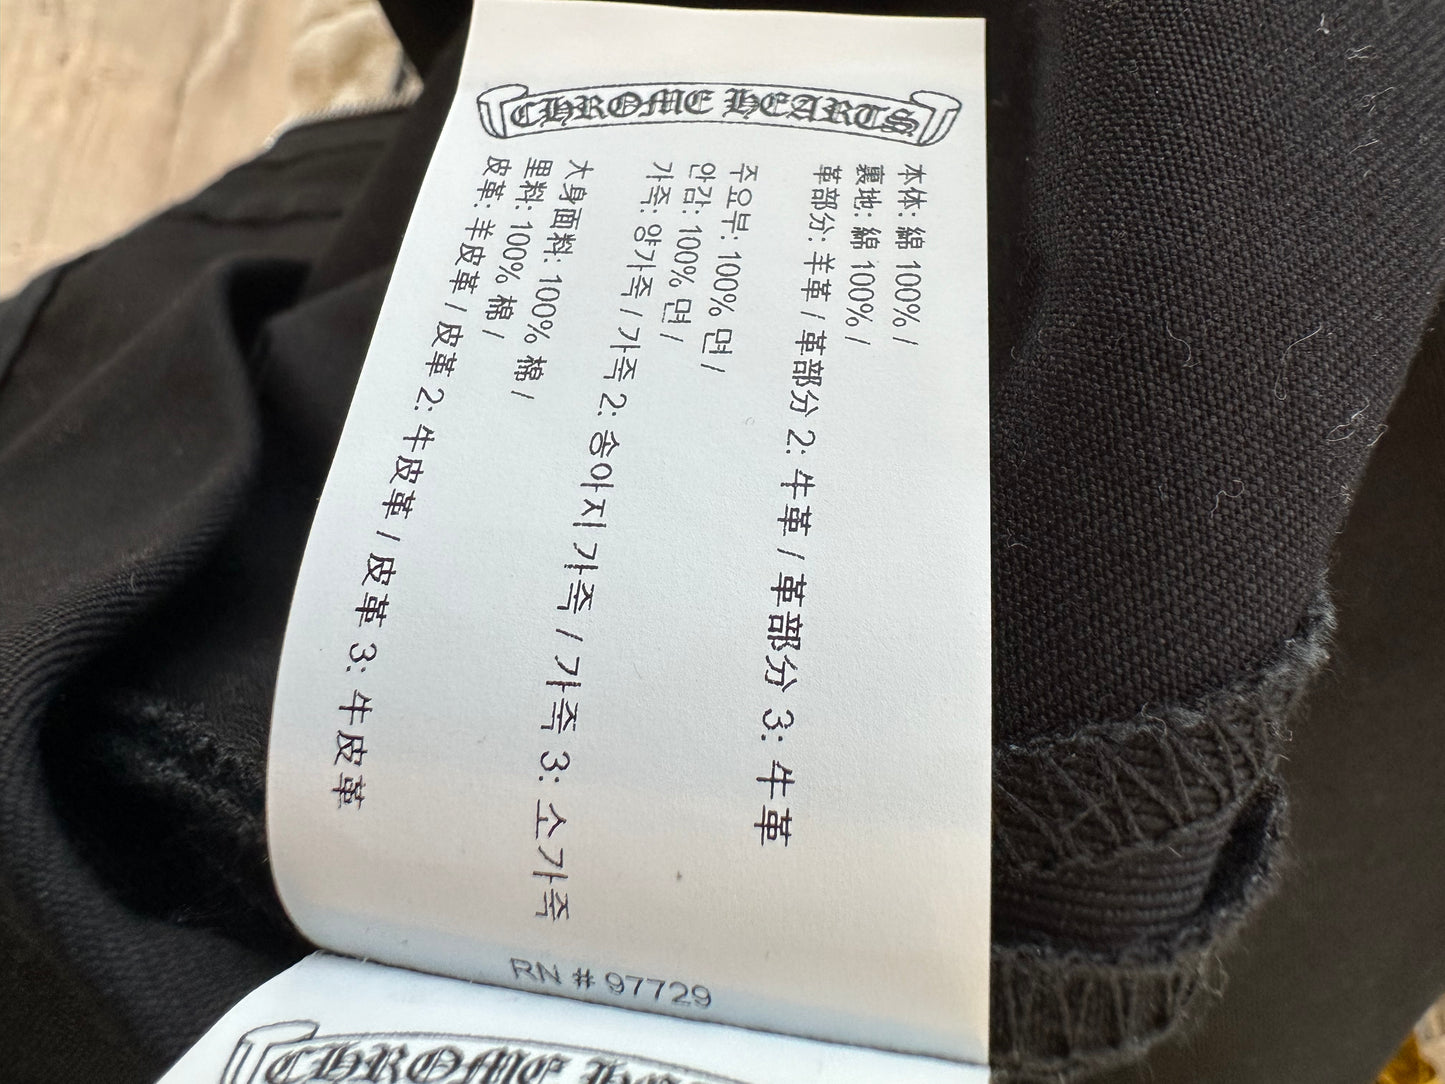 CHROME HEARTS
本体: 綿 100% /
裏地: 綿 100% /
革部分: 羊革 / 革部分 2: 牛革 / 革部分 3: 牛革
주요부: 100% 면 /
안감: 100% 면 /
가죽: 양가죽 / 가죽 2: 송아지 가죽 / 가죽 3: 소가죽
大身面料: 100% 棉 /
里料: 100% 棉 /
皮革: 羊皮革 / 皮革 2: 牛皮革 / 皮革 3: 牛皮革
RN # 97729
CHROME